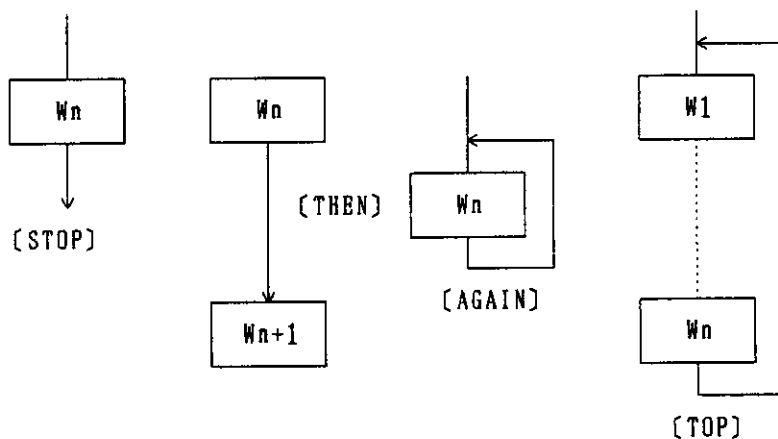 Wn
[STOP]
Wn
[THEN]
Wn+1
Wn
[AGAIN]
W1
Wn
[TOP]